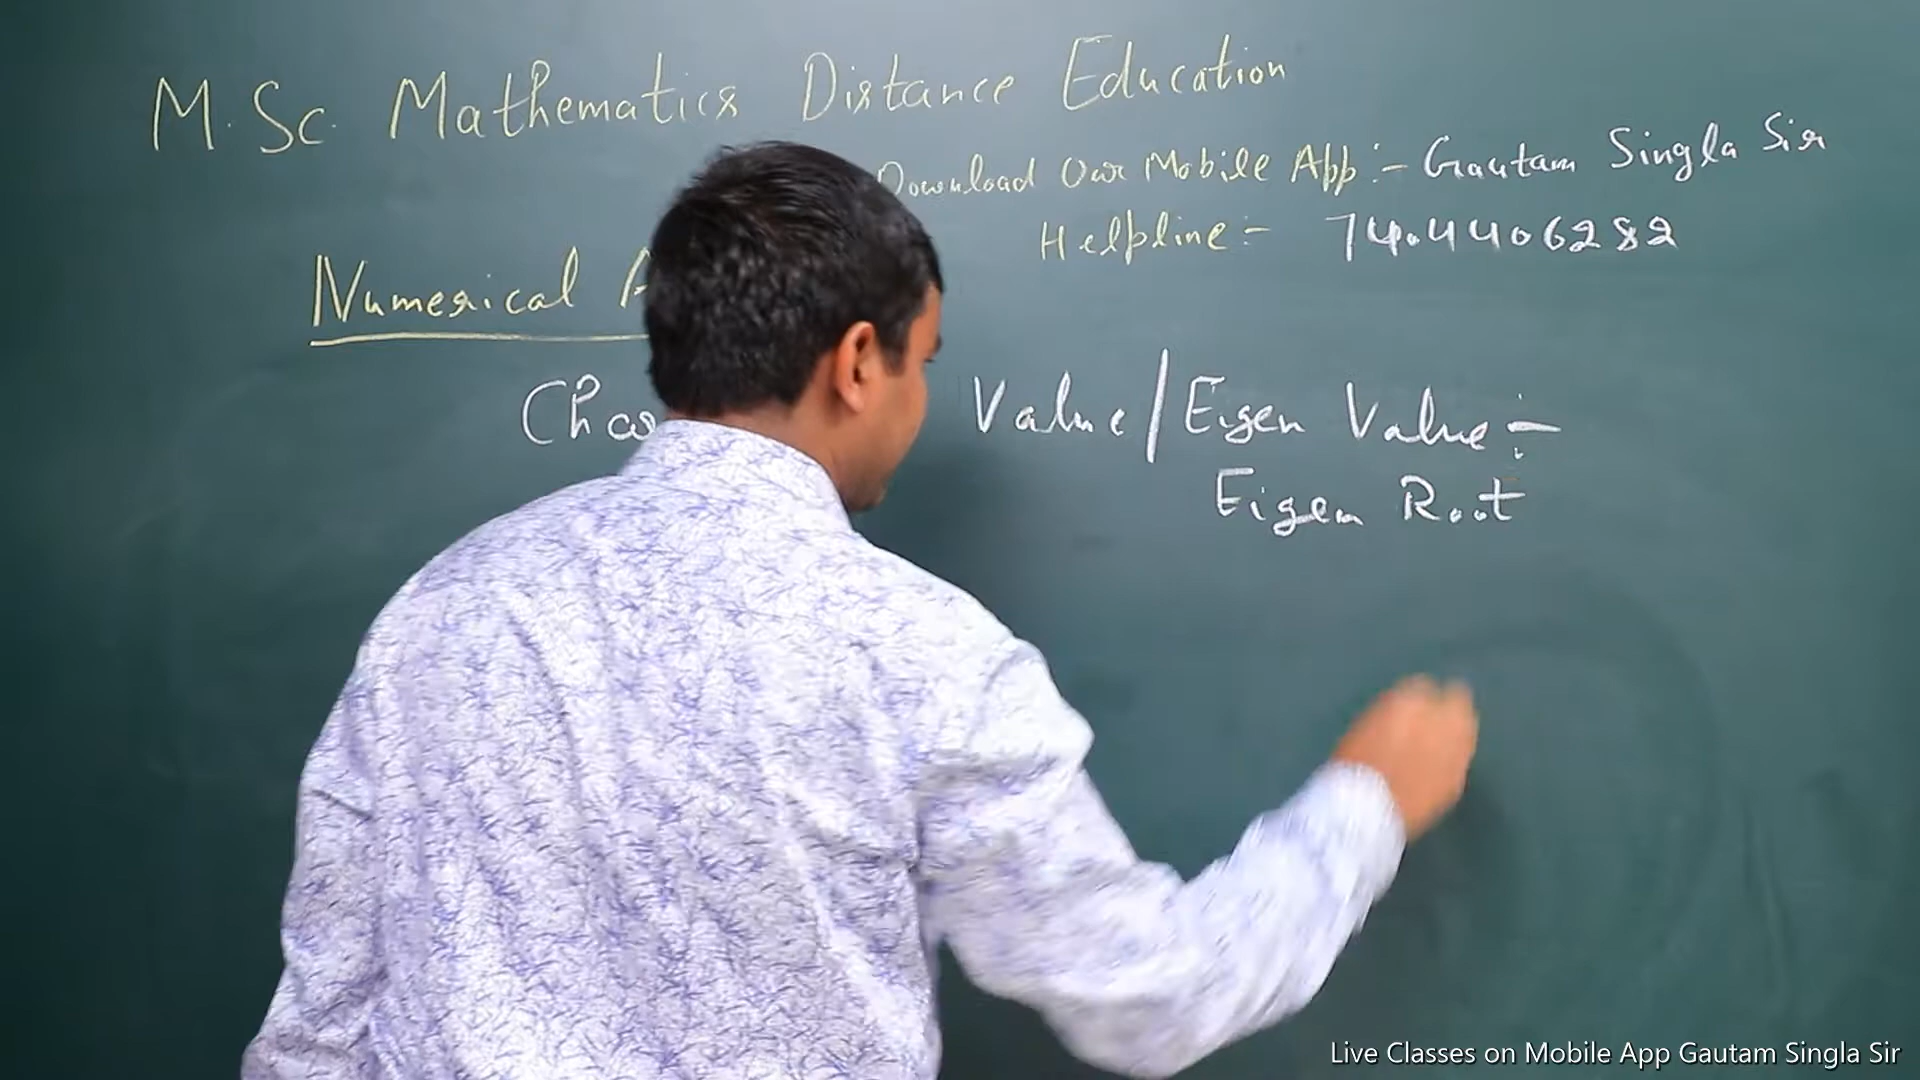 M.Sc. Mathematics Distance Education
Download Our Mobile App :- Gautam Singla Sir
Helpline :- 7404406282
Numerical
Value / Eigen Value :-
Eigen Root
Live Classes on Mobile App Gautam Singla Sir